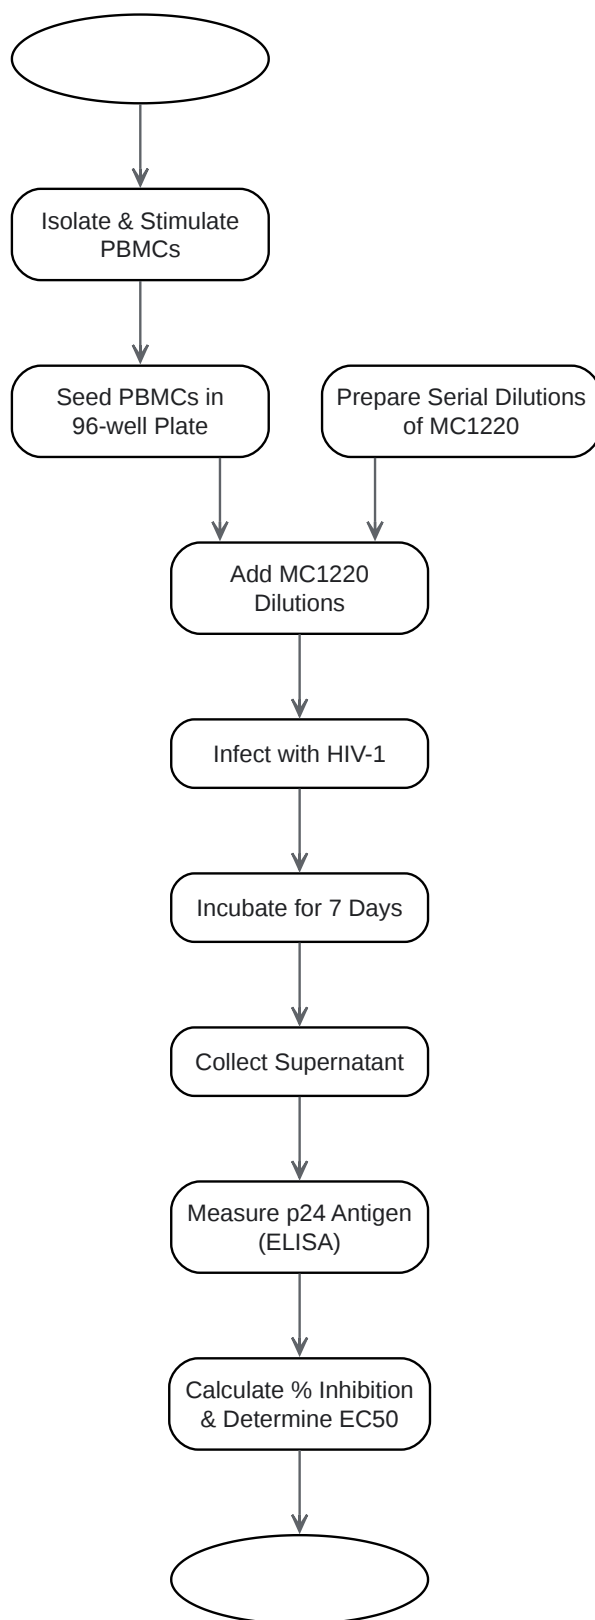 Isolate & Stimulate
PBMCs
Seed PBMCs in
96-well Plate
Prepare Serial Dilutions
of MC1220
Add MC1220
Dilutions
Infect with HIV-1
Incubate for 7 Days
Collect Supernatant
Measure p24 Antigen
(ELISA)
Calculate % Inhibition
& Determine EC50